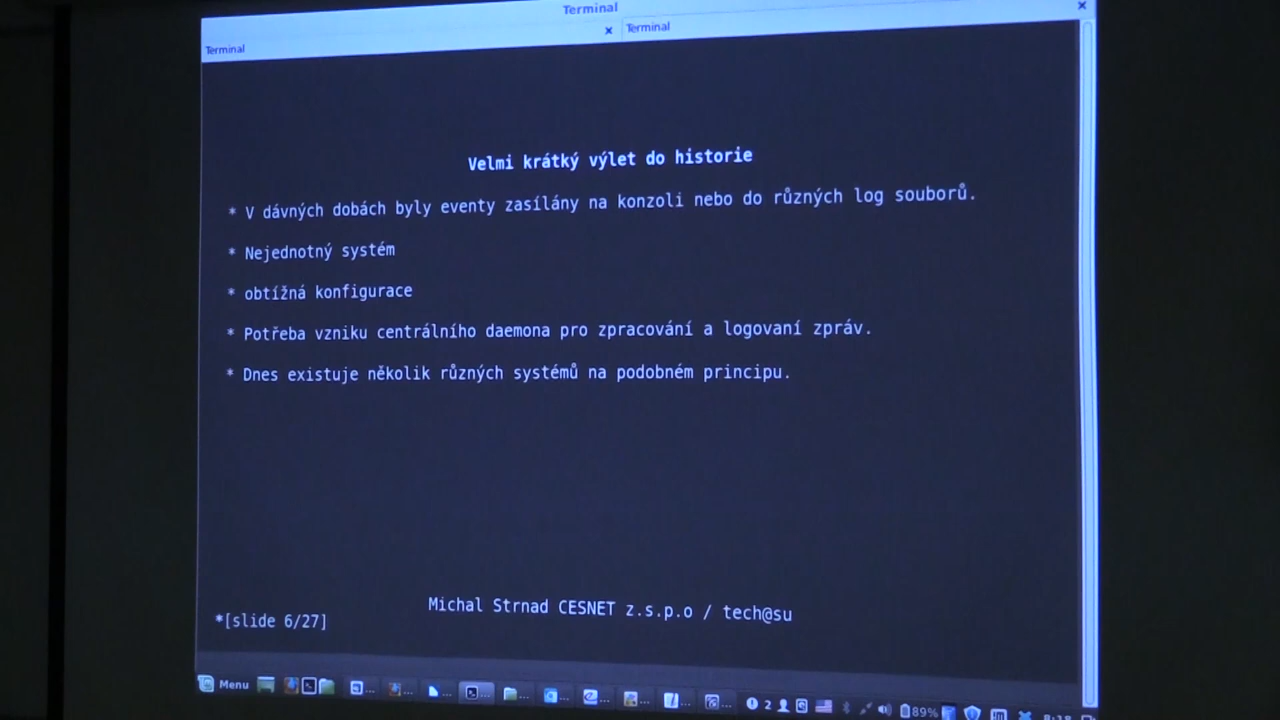 Terminal
Terminal
Terminal
Velmi krátký výlet do historie
* V dávných dobách byly eventy zasílány na konzoli nebo do různých log souborů.
* Nejednotný systém
* obtížná konfigurace
* Potřeba vzniku centrálního daemona pro zpracování a logovaní zpráv.
* Dnes existuje několik různých systémů na podobném principu.
Michal Strnad CESNET z.s.p.o / tech@su
*[slide 6/27]
Menu
2
89%